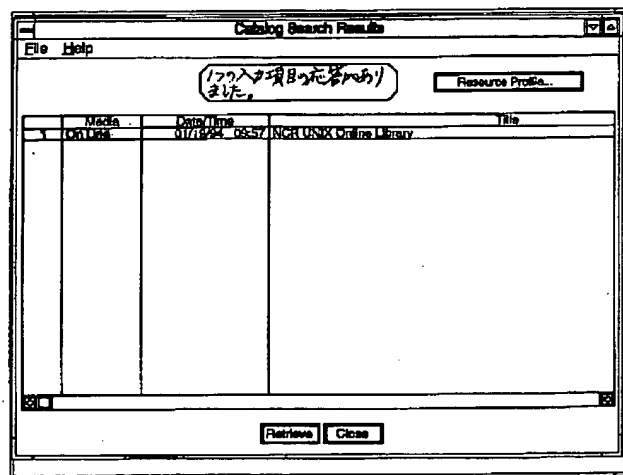 Catalog Search Results
File Help
1つの入力項目の応答があり
ました。
Resource Profile...
Media Date/Time Title
1 On Line 01/18/94 09:57 NCR UNIX Online Library
Retrieve Close